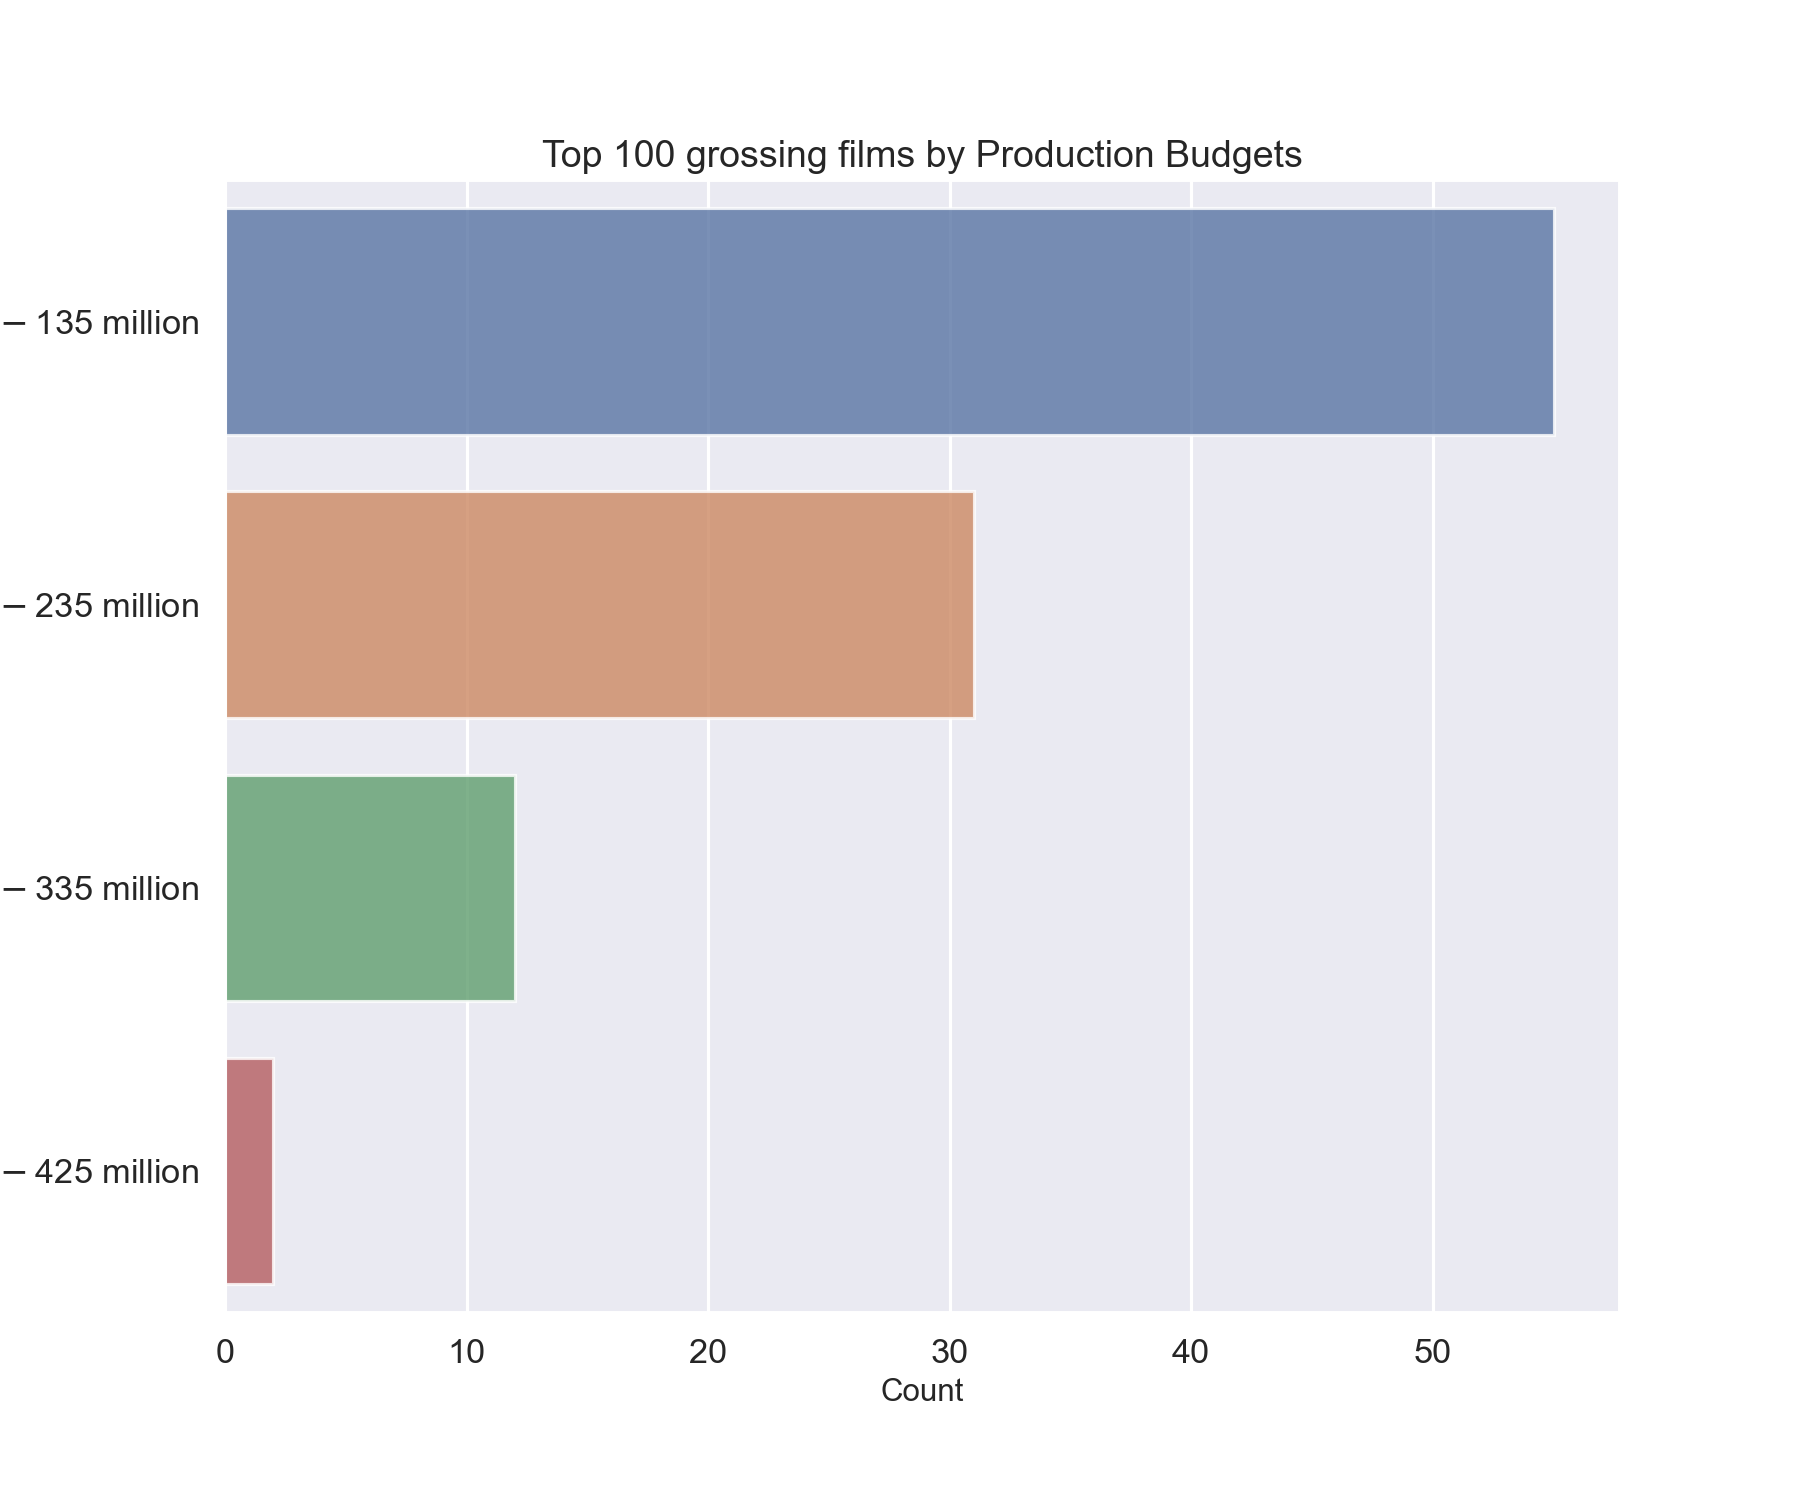 Top 100 grossing films by Production Budgets
– 135 million
– 235 million
– 335 million
– 425 million
0 10 20 30 40 50
Count